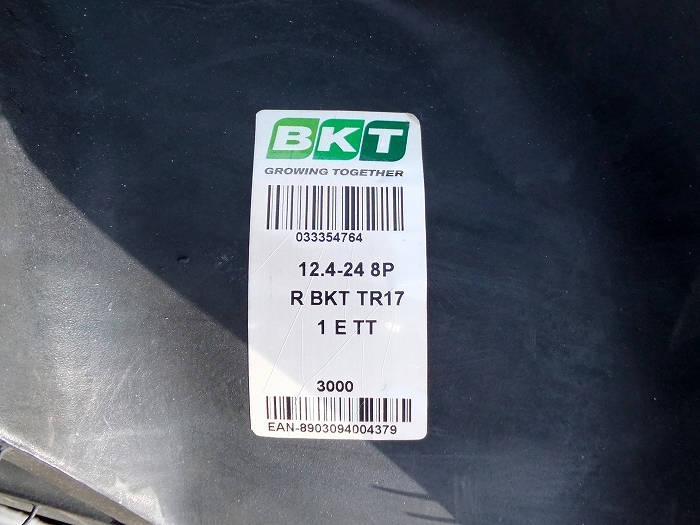 BKT
GROWING TOGETHER
033354764
12.4-24 8P
R BKT TR17
1 E TT
3000
EAN-8903094004379